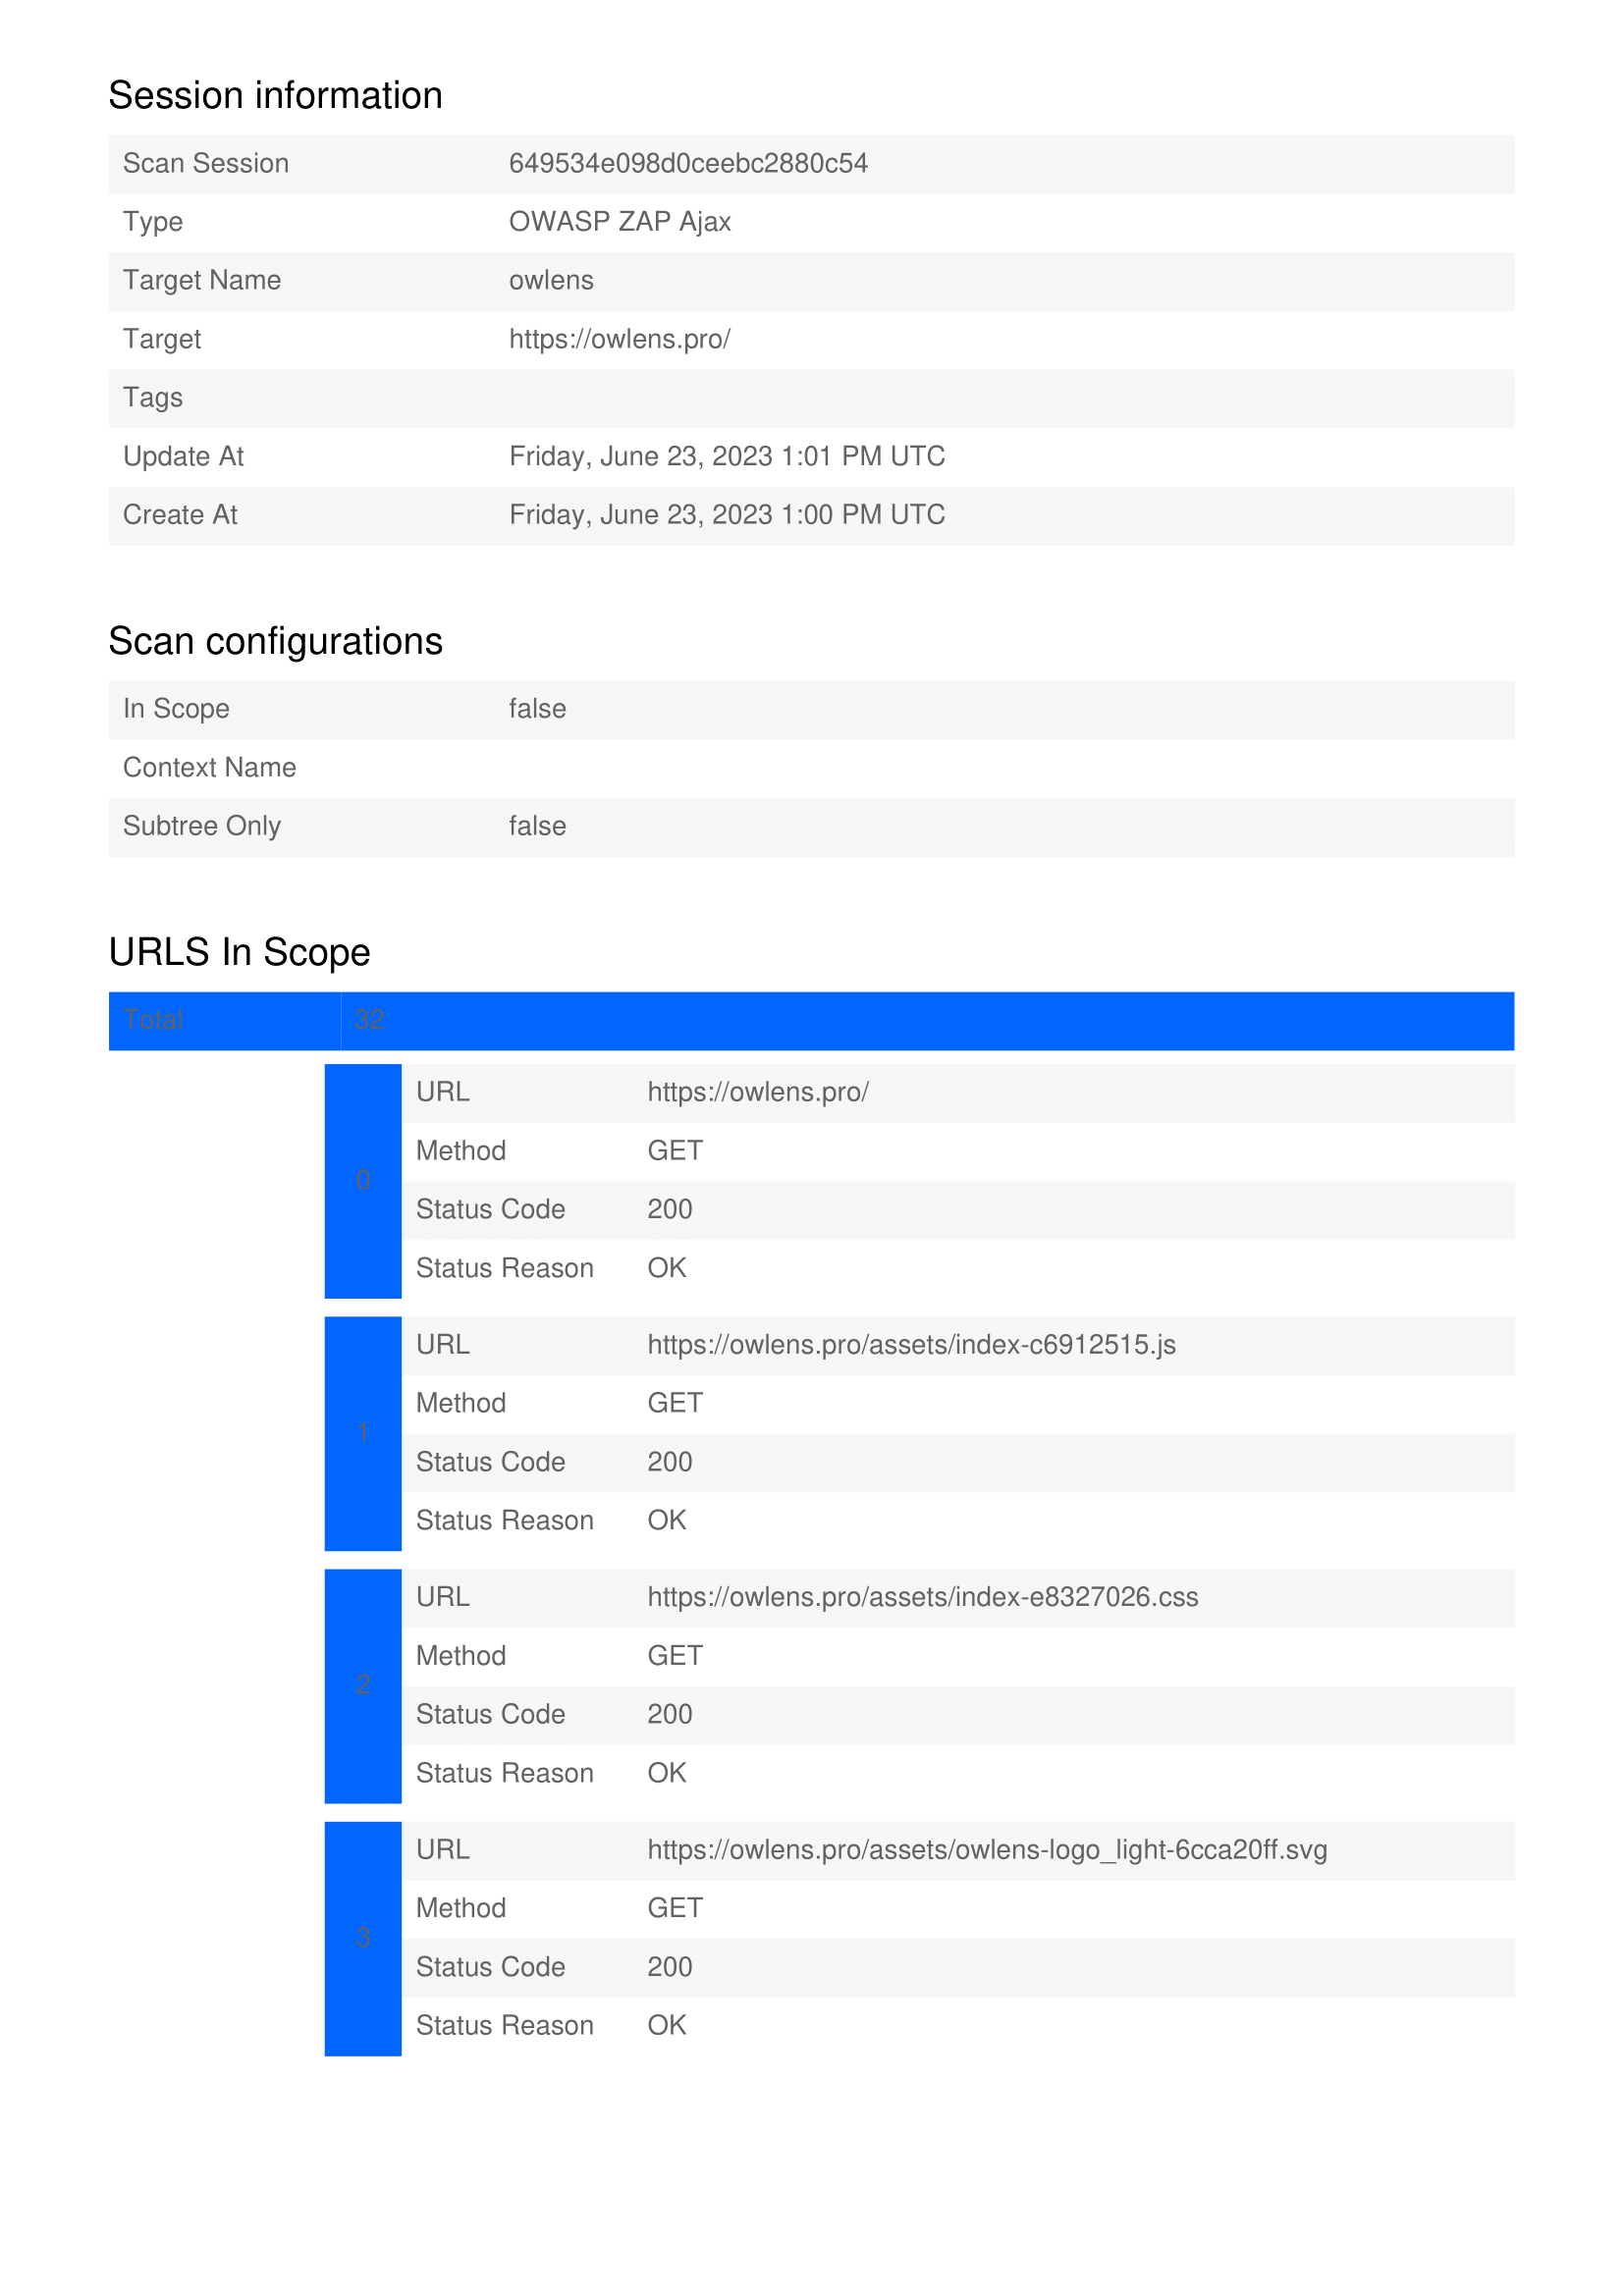 Session information
Scan Session 649534e098d0ceebc2880c54
Type OWASP ZAP Ajax
Target Name owlens
Target https://owlens.pro/
Tags
Update At Friday, June 23, 2023 1:01 PM UTC
Create At Friday, June 23, 2023 1:00 PM UTC
Scan configurations
In Scope false
Context Name
Subtree Only false
URLS In Scope
Total 32
0
URL https://owlens.pro/
Method GET
Status Code 200
Status Reason OK
1
URL https://owlens.pro/assets/index-c6912515.js
Method GET
Status Code 200
Status Reason OK
2
URL https://owlens.pro/assets/index-e8327026.css
Method GET
Status Code 200
Status Reason OK
3
URL https://owlens.pro/assets/owlens-logo_light-6cca20ff.svg
Method GET
Status Code 200
Status Reason OK